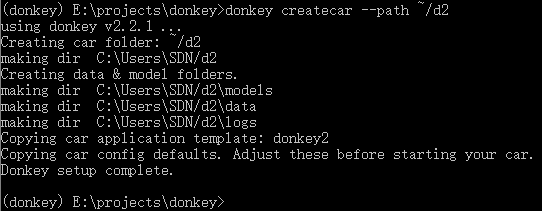 (donkey) E:\projects\donkey>donkey createcar --path ~/d2
using donkey v2.2.1 ...
Creating car folder: ~/d2
making dir  C:\Users\SDN/d2
Creating data & model folders.
making dir  C:\Users\SDN/d2\models
making dir  C:\Users\SDN/d2\data
making dir  C:\Users\SDN/d2\logs
Copying car application template: donkey2
Copying car config defaults. Adjust these before starting your car.
Donkey setup complete.
(donkey) E:\projects\donkey>